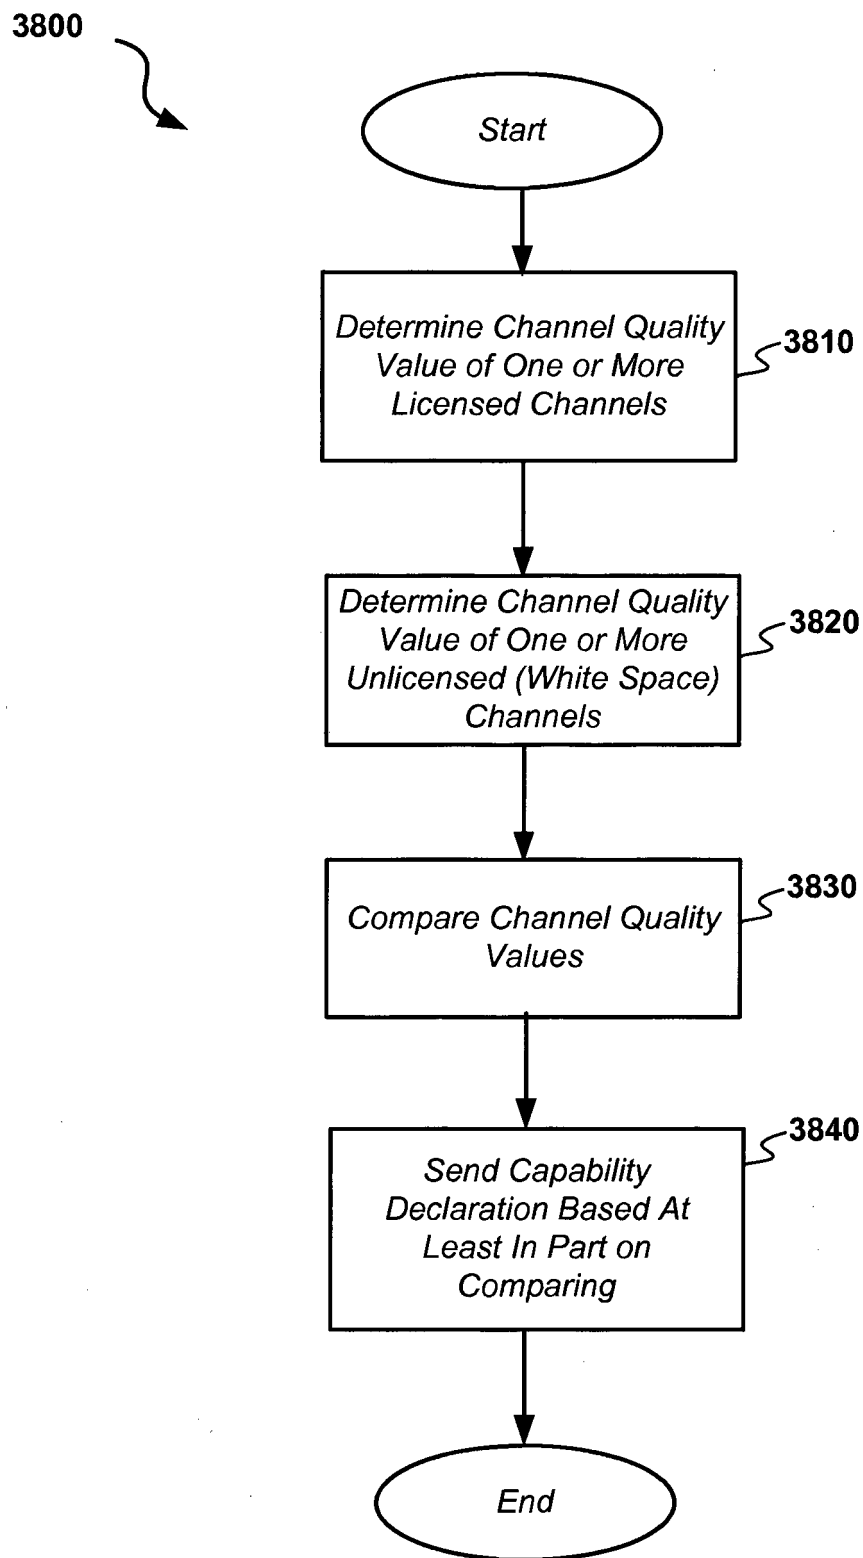 3800
Start
Determine Channel Quality
Value of One or More
Licensed Channels
3810
Determine Channel Quality
Value of One or More
Unlicensed (White Space)
Channels
3820
Compare Channel Quality
Values
3830
Send Capability
Declaration Based At
Least In Part on
Comparing
3840
End